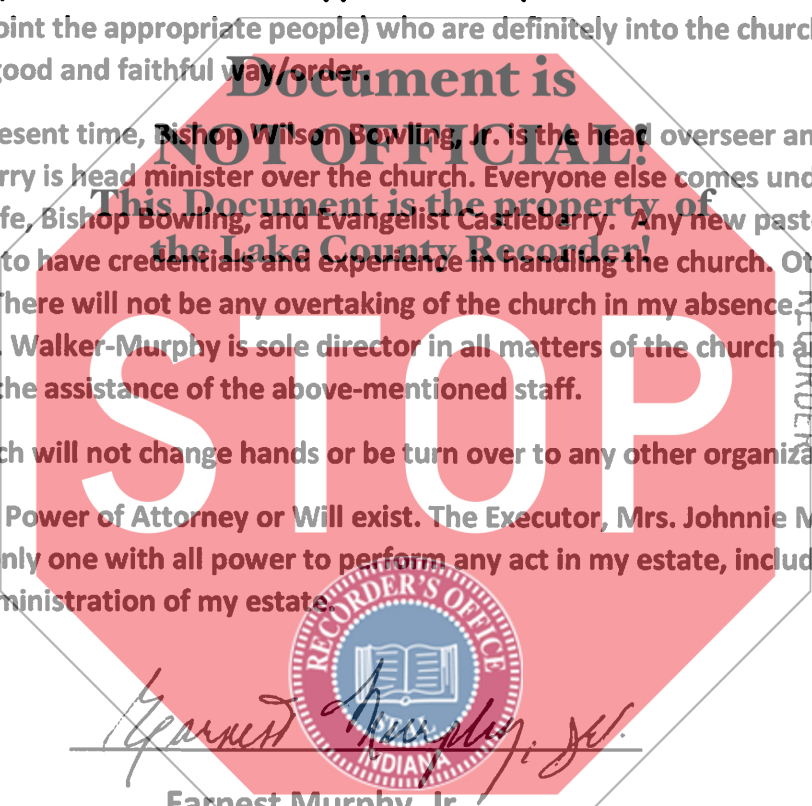 oint the appropriate people) who are definitely into the church
good and faithful way/order.
Document is
NOT OFFICIAL!
esent time, Bishop Wilson Bowling, Jr. is the head overseer an
rry is head minister over the church. Everyone else comes und
This Document is the property of
fe, Bishop Bowling, and Evangelist Castleberry. Any new past
the Lake County Recorder!
to have credentials and experience in handling the church. Ot
There will not be any overtaking of the church in my absence.
. Walker-Murphy is sole director in all matters of the church a
he assistance of the above-mentioned staff.
STOP
ch will not change hands or be turn over to any other organiza
Power of Attorney or Will exist. The Executor, Mrs. Johnnie M
nly one with all power to perform any act in my estate, includ
ministration of my estate.
RECORDER'S OFFICE
SEAL
INDIANA
Earnest Murphy, Jr.
Earnest Murphy, Jr.
RECORDER